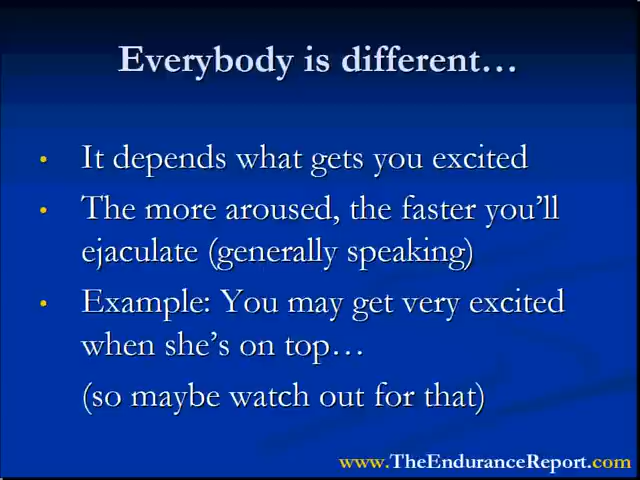 Everybody is different…
• It depends what gets you excited
• The more aroused, the faster you’ll
ejaculate (generally speaking)
• Example: You may get very excited
when she’s on top…
(so maybe watch out for that)
www.TheEnduranceReport.com